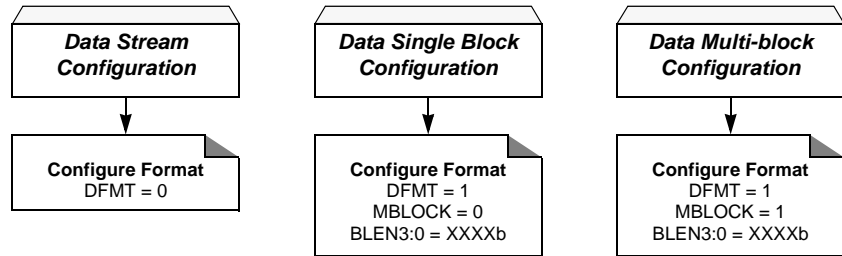 Data Stream
Configuration
Configure Format
DFMT = 0
Data Single Block
Configuration
Configure Format
DFMT = 1
MBLOCK = 0
BLEN3:0 = XXXXb
Data Multi-block
Configuration
Configure Format
DFMT = 1
MBLOCK = 1
BLEN3:0 = XXXXb